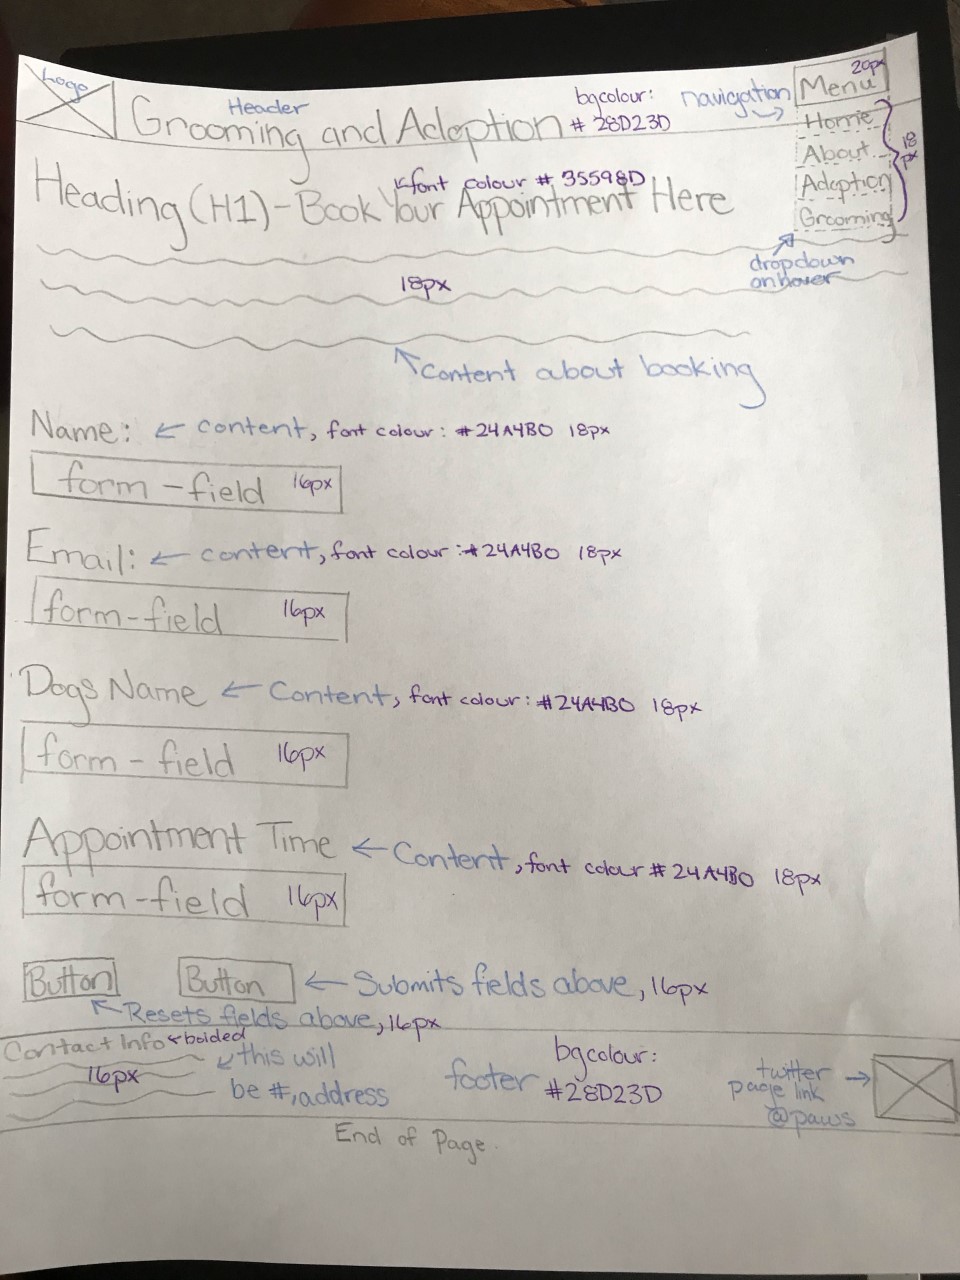 Logo
Header
Grooming and Adoption
bgcolour:
# 28D23D
navigation
Menu
20px
Home
About
Adoption
Grooming
18
px
dropdown
on hover
font colour # 35598D
Heading (H1) - Book Your Appointment Here
18px
Content about booking
Name: ← content, font colour: #24A4B0 18px
form - field 16px
Email: ← content, font colour: #24A4B0 18px
form - field 16px
Dogs Name ← Content, font colour: #24A4B0 18px
form - field 16px
Appointment Time ← Content, font colour # 24A4B0 18px
form - field 16px
Button Button ← Submits fields above, 16px
Resets fields above, 16px
Contact Info ← bolded
16px
this will
be #, address
footer
bgcolour:
#28D23D
twitter
page link
@paws
End of Page.